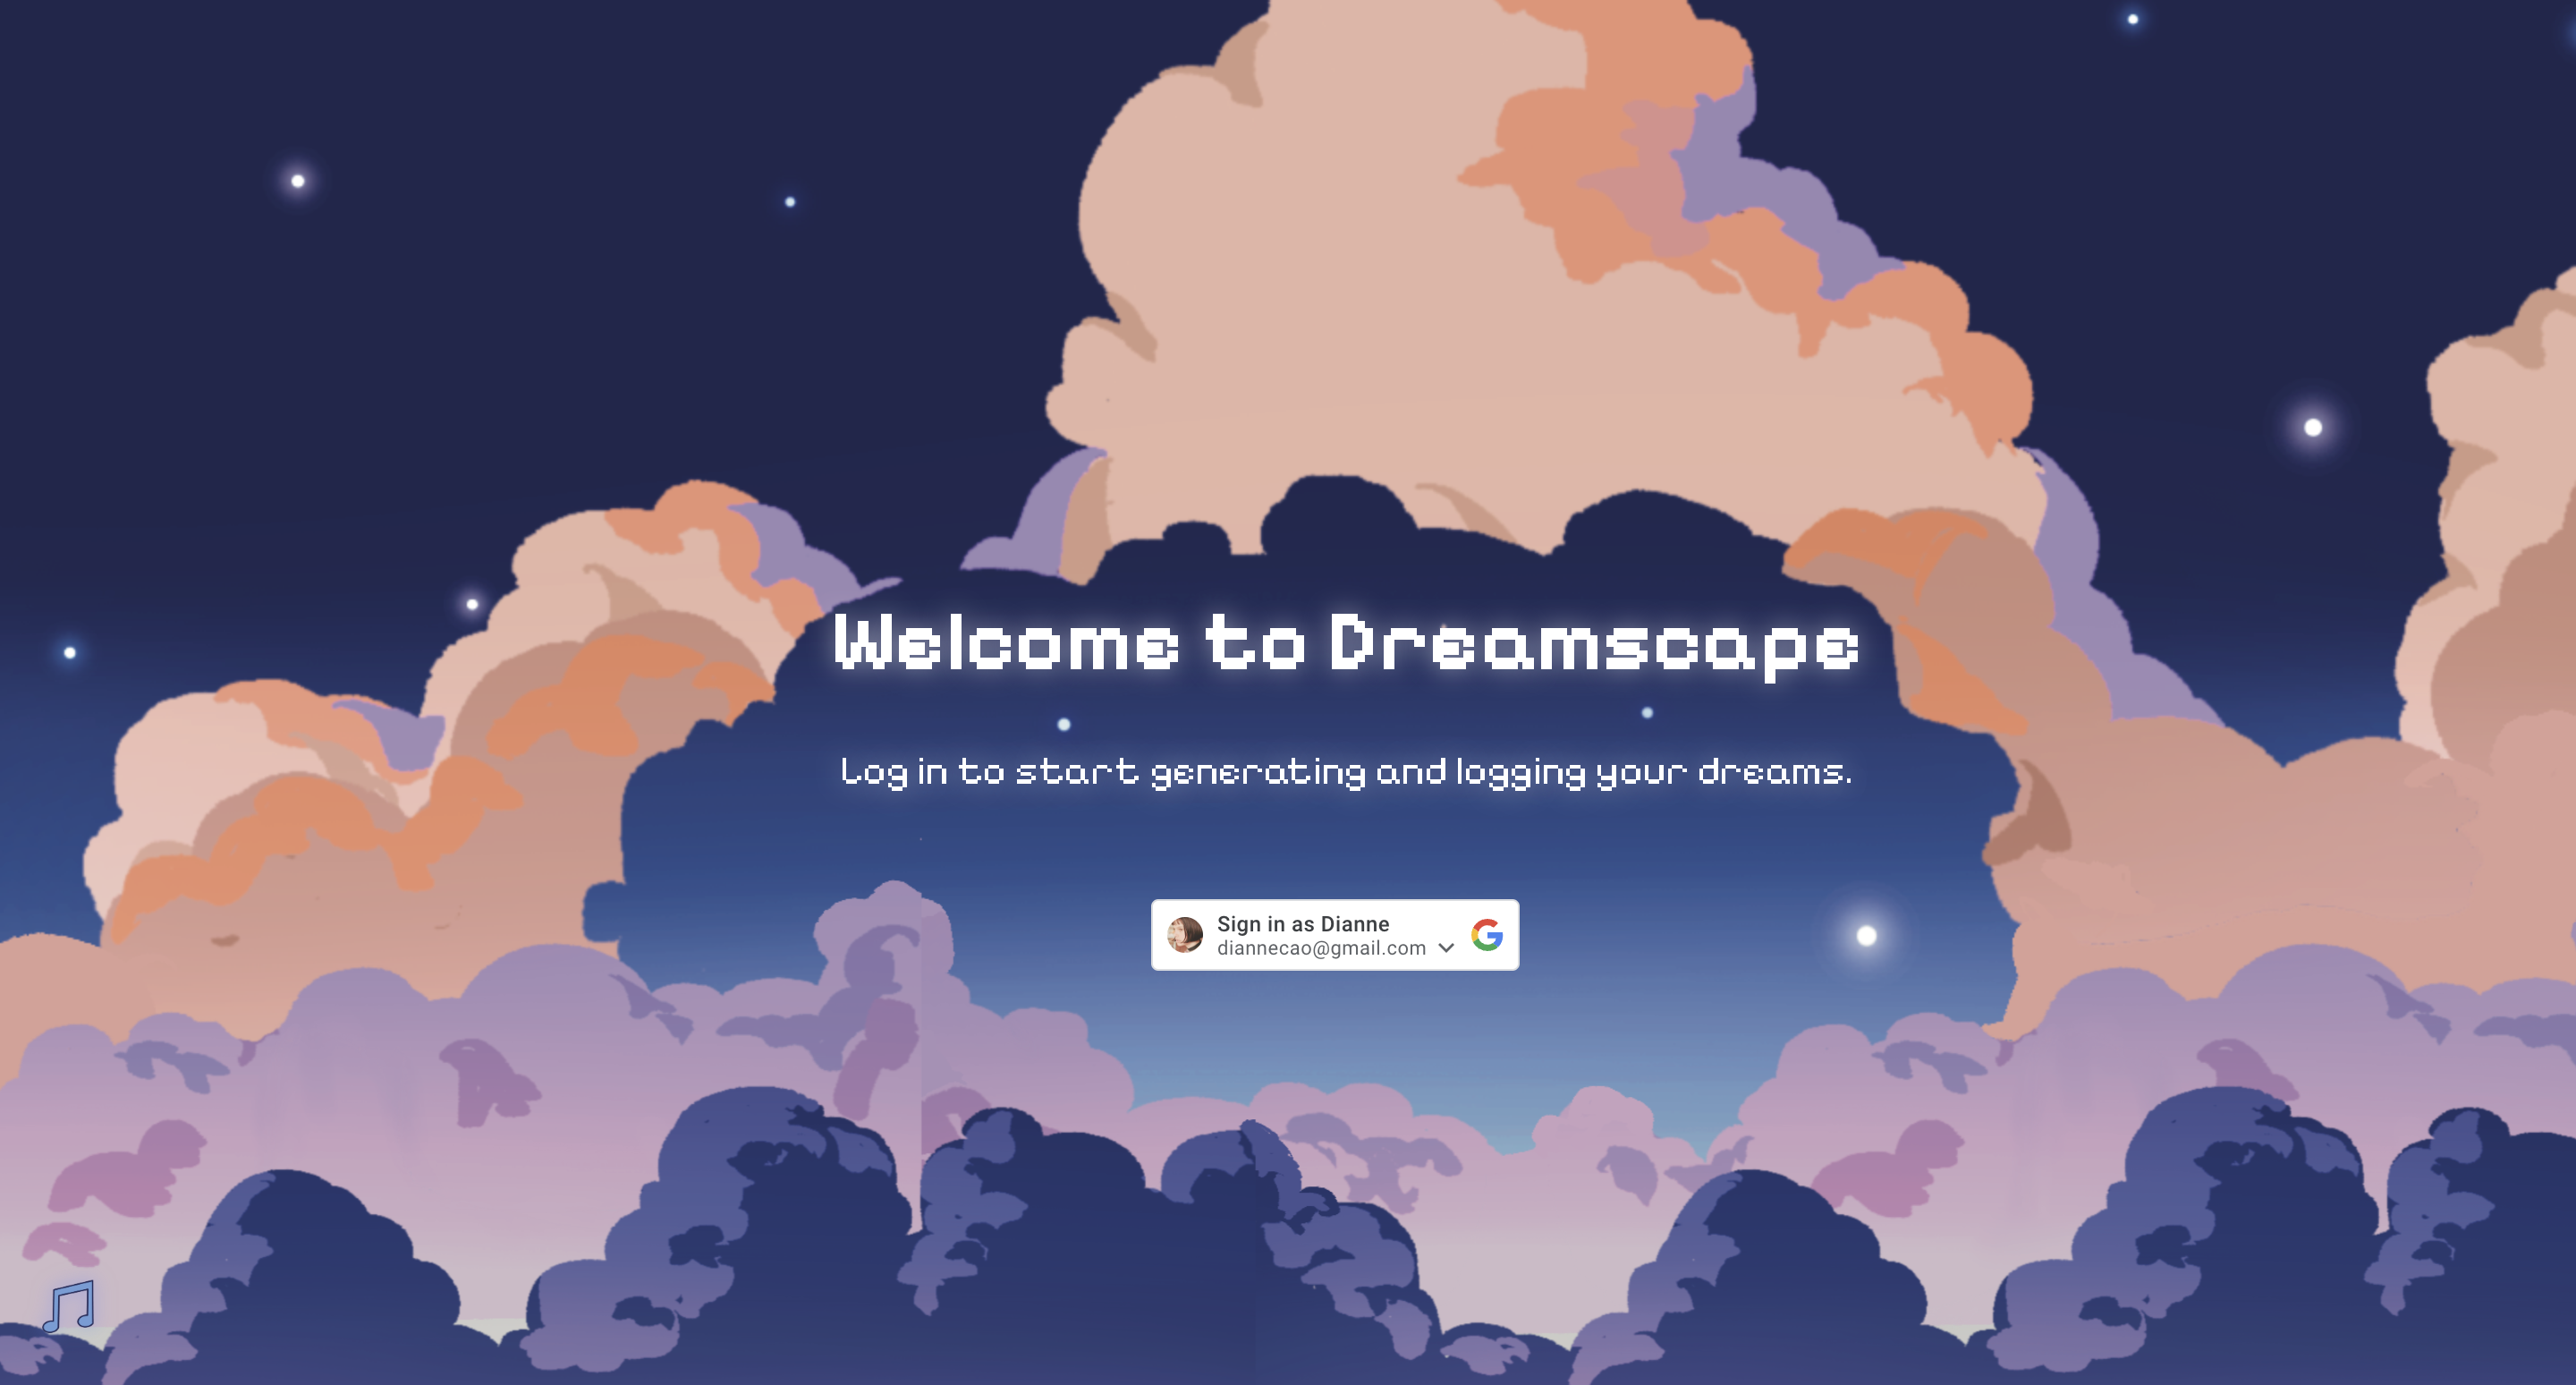 Welcome to Dreamscape
Log in to start generating and logging your dreams.
Sign in as Dianne
diannecao@gmail.com